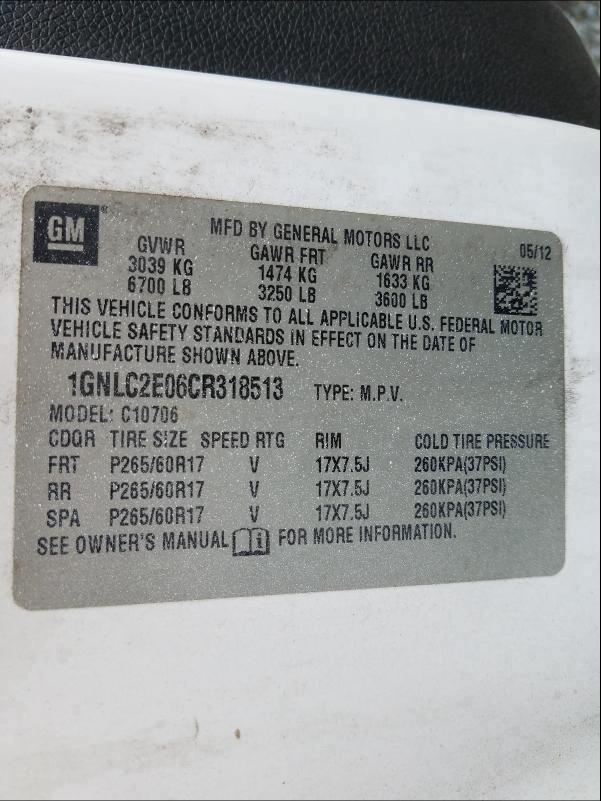 GM
MFD BY GENERAL MOTORS LLC
05/12
GVWR GAWR FRT GAWR RR
3039 KG 1474 KG 1633 KG
6700 LB 3250 LB 3600 LB
THIS VEHICLE CONFORMS TO ALL APPLICABLE U.S. FEDERAL MOTOR
VEHICLE SAFETY STANDARDS IN EFFECT ON THE DATE OF
MANUFACTURE SHOWN ABOVE.
1GNLC2E06CR318513 TYPE: M.P.V.
MODEL: C10706
CDQR TIRE SIZE SPEED RTG RIM COLD TIRE PRESSURE
FRT P265/60R17 V 17X7.5J 260KPA(37PSI)
RR P265/60R17 V 17X7.5J 260KPA(37PSI)
SPA P265/60R17 V 17X7.5J 260KPA(37PSI)
SEE OWNER'S MANUAL FOR MORE INFORMATION.